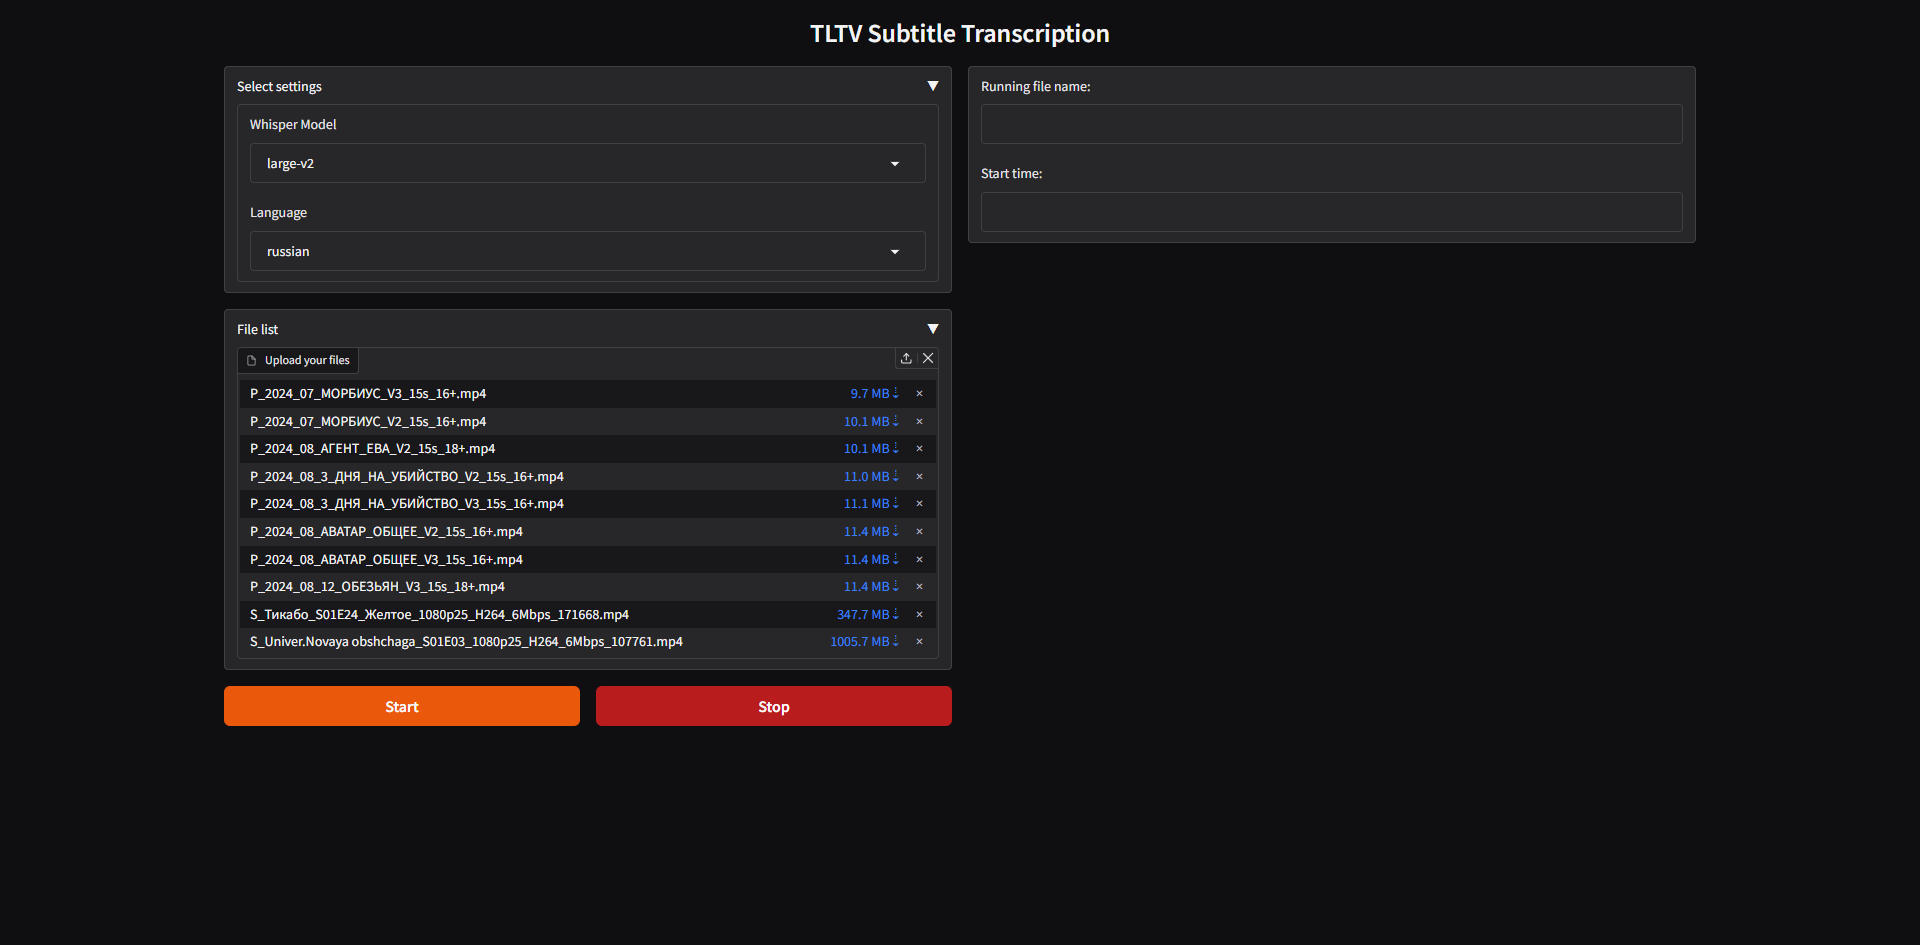 TLTV Subtitle Transcription
Select settings
Whisper Model
large-v2
Language
russian
File list
Upload your files
P_2024_07_МОРБИУС_V3_15s_16+.mp4 9.7 MB
P_2024_07_МОРБИУС_V2_15s_16+.mp4 10.1 MB
P_2024_08_АГЕНТ_ЕВА_V2_15s_18+.mp4 10.1 MB
P_2024_08_3_ДНЯ_НА_УБИЙСТВО_V2_15s_16+.mp4 11.0 MB
P_2024_08_3_ДНЯ_НА_УБИЙСТВО_V3_15s_16+.mp4 11.1 MB
P_2024_08_АВАТАР_ОБЩЕЕ_V2_15s_16+.mp4 11.4 MB
P_2024_08_АВАТАР_ОБЩЕЕ_V3_15s_16+.mp4 11.4 MB
P_2024_08_12_ОБЕЗЬЯН_V3_15s_18+.mp4 11.4 MB
S_Тикабо_S01E24_Желтое_1080p25_H264_6Mbps_171668.mp4 347.7 MB
S_Univer.Novaya obshchaga_S01E03_1080p25_H264_6Mbps_107761.mp4 1005.7 MB
Start
Stop
Running file name:
Start time: